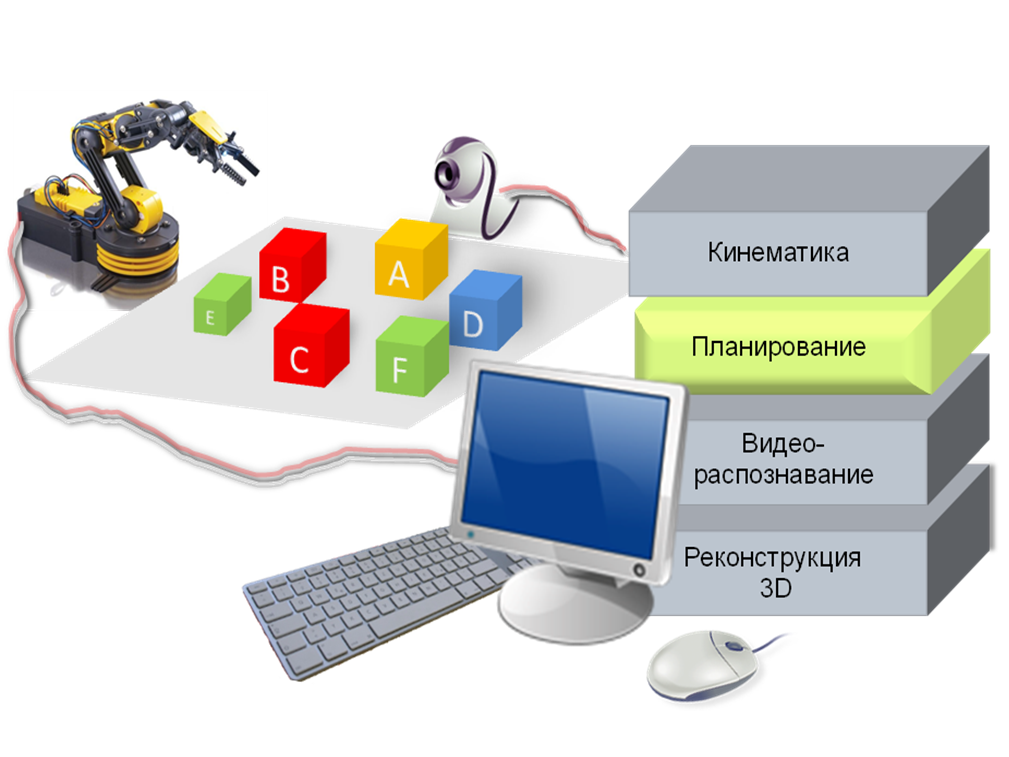 B
A
E
D
C
F
Кинематика
Планирование
Видео-
распознавание
Реконструкция
3D